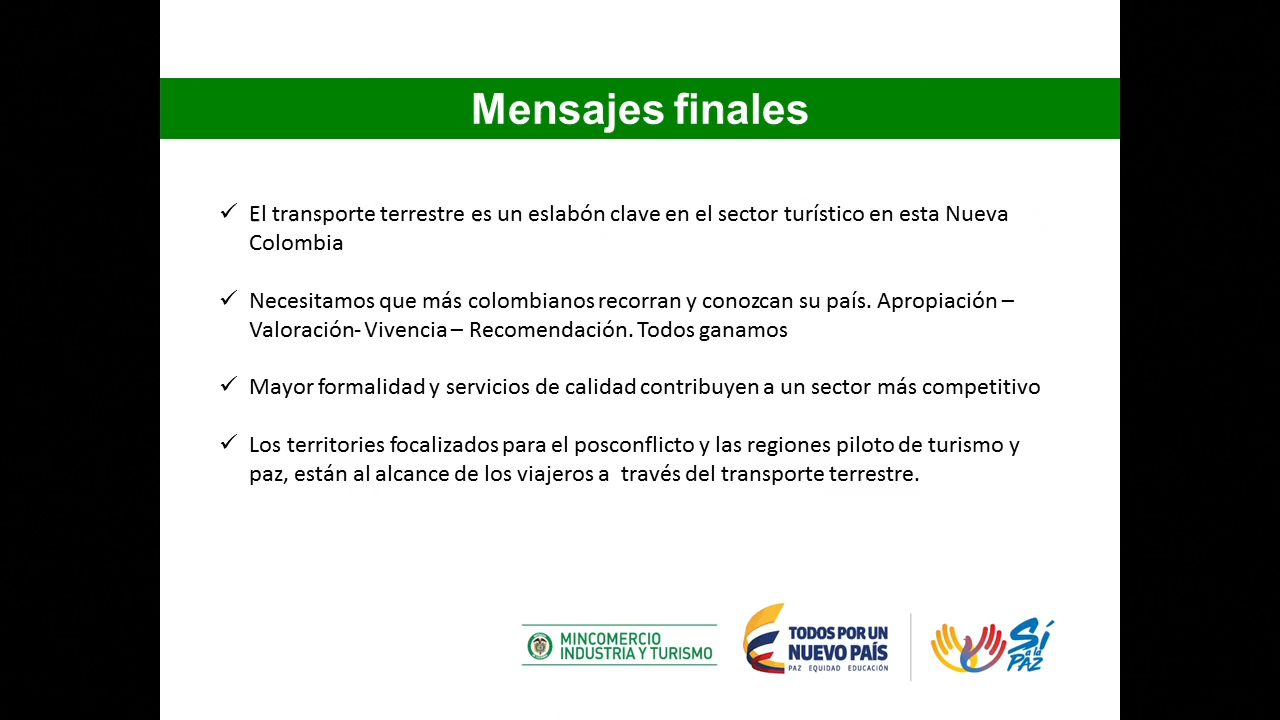 Mensajes finales
✓ El transporte terrestre es un eslabón clave en el sector turístico en esta Nueva
Colombia
✓ Necesitamos que más colombianos recorran y conozcan su país. Apropiación –
Valoración- Vivencia – Recomendación. Todos ganamos
✓ Mayor formalidad y servicios de calidad contribuyen a un sector más competitivo
✓ Los territories focalizados para el posconflicto y las regiones piloto de turismo y
paz, están al alcance de los viajeros a  través del transporte terrestre.
MINCOMERCIO
INDUSTRIA Y TURISMO
TODOS POR UN
NUEVO PAÍS
PAZ EQUIDAD EDUCACIÓN
Sí
a la
PAZ